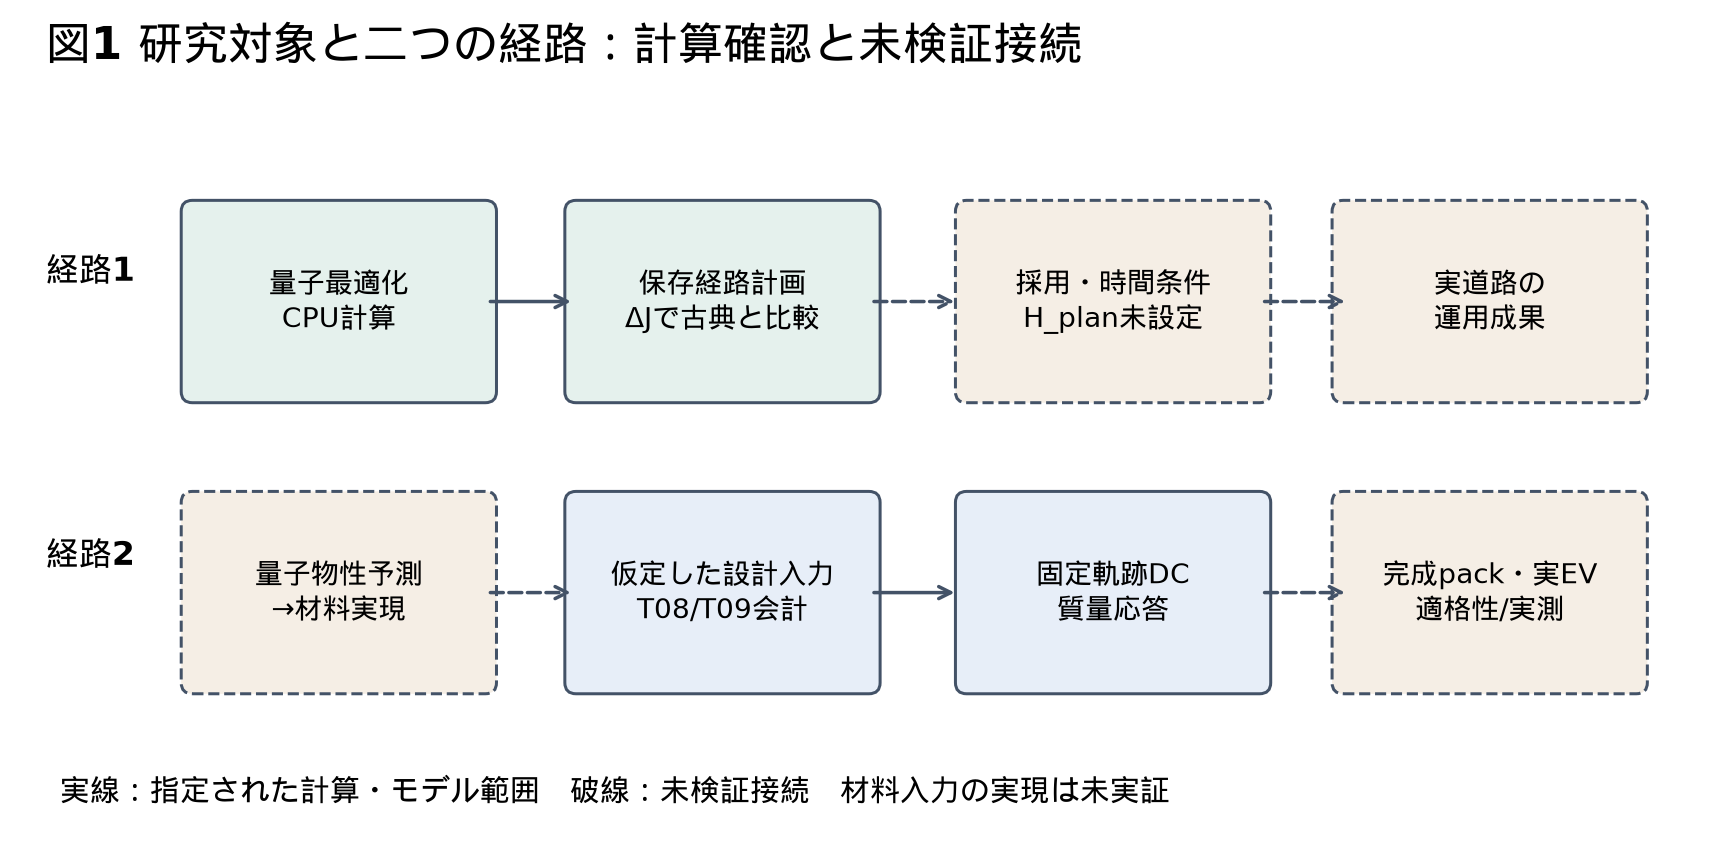 図1 研究対象と二つの経路：計算確認と未検証接続
経路1
量子最適化
CPU計算
保存経路計画
ΔJで古典と比較
採用・時間条件
H_plan未設定
実道路の
運用成果
経路2
量子物性予測
→材料実現
仮定した設計入力
T08/T09会計
固定軌跡DC
質量応答
完成pack・実EV
適格性/実測
実線：指定された計算・モデル範囲　破線：未検証接続　材料入力の実現は未実証